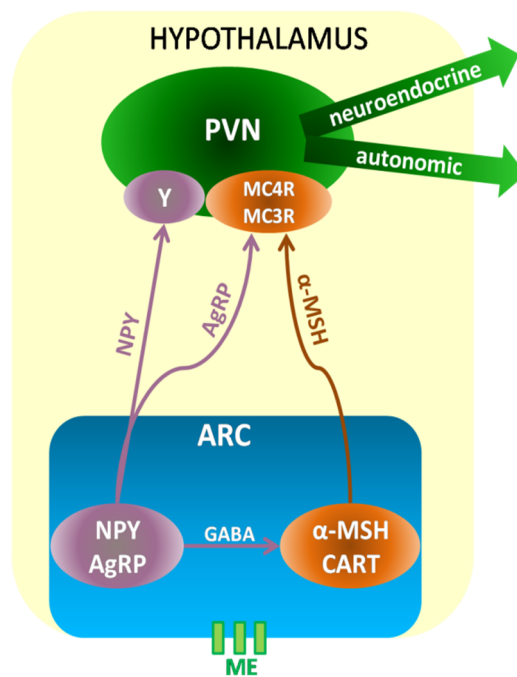 HYPOTHALAMUS
neuroendocrine
PVN
autonomic
Y
MC4R
MC3R
NPY
AgRP
α-MSH
ARC
NPY
AgRP
GABA
α-MSH
CART
ME